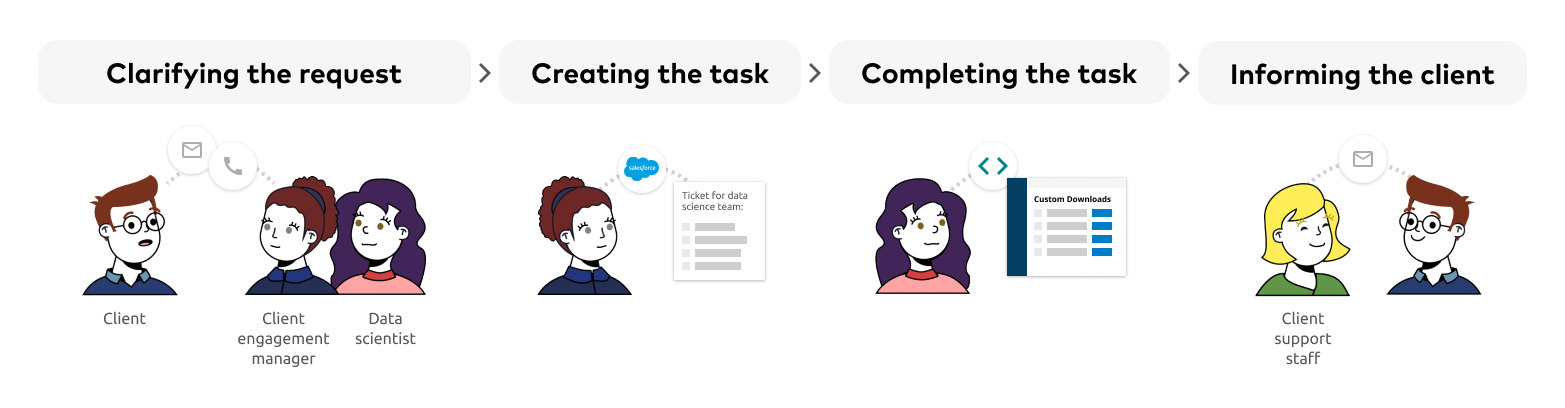 Clarifying the request
Creating the task
Completing the task
Informing the client
salesforce
Ticket for data
science team:
Custom Downloads
Client
Client
engagement
manager
Data
scientist
Client
support
staff